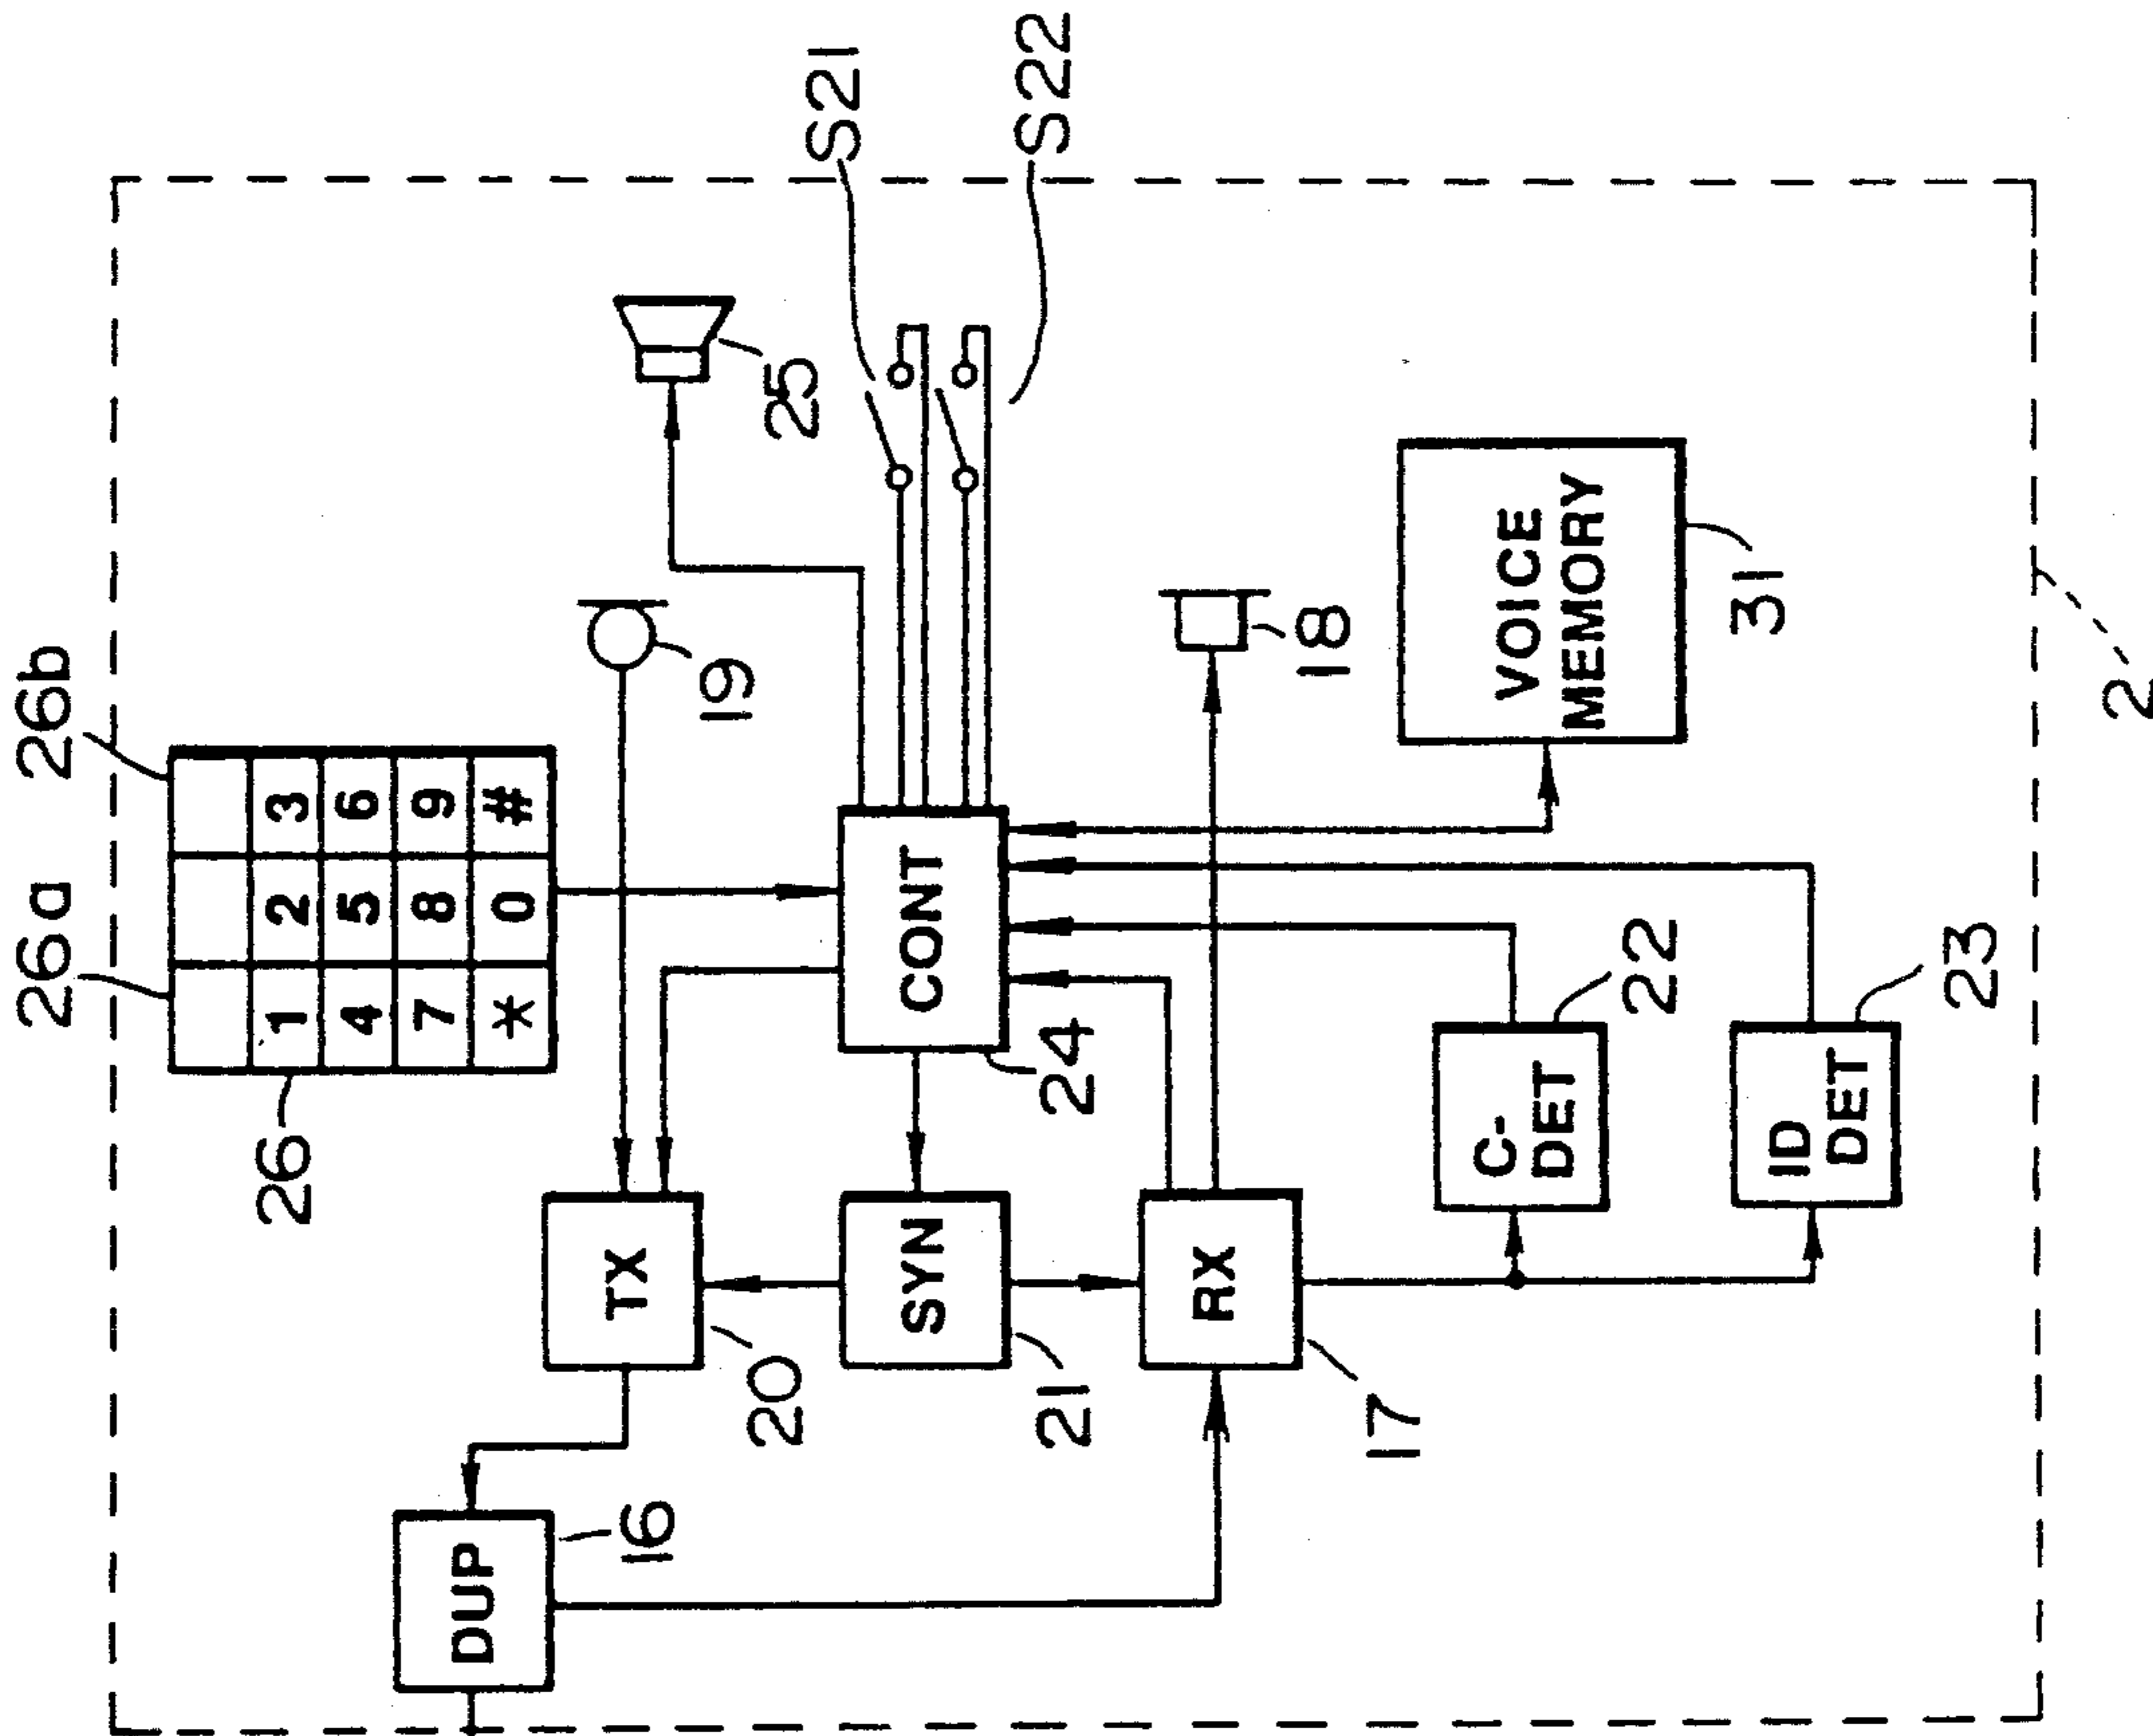 26a
26b
26
1 2 3
4 5 6
7 8 9
* 0 #
19
25
S21
S22
DUP
16
TX
20
SYN
21
CONT
24
RX
17
18
C-
DET
22
ID
DET
23
VOICE
MEMORY
31
2